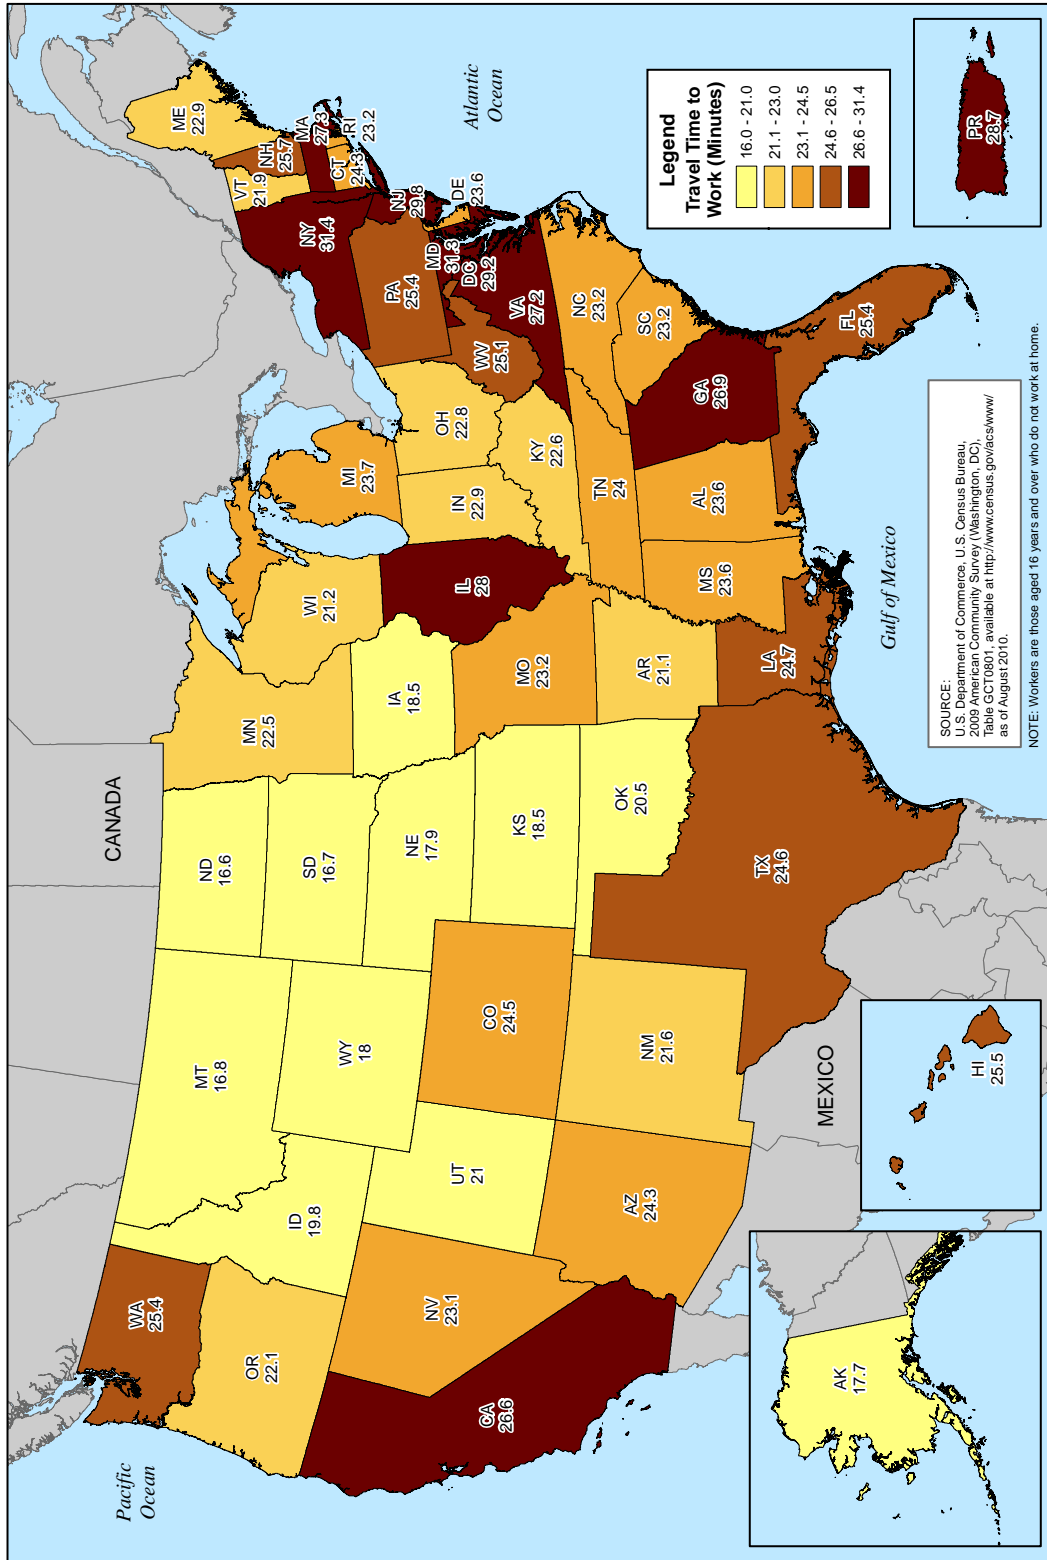 CANADA
Pacific
Ocean
Atlantic
Ocean
Gulf of Mexico
MEXICO
WA
25.4
OR
22.1
CA
26.6
NV
23.1
ID
19.8
MT
16.8
WY
18
UT
21
AZ
24.3
CO
24.5
NM
21.6
ND
16.6
SD
16.7
NE
17.9
KS
18.5
OK
20.5
TX
24.6
MN
22.5
IA
18.5
MO
23.2
AR
21.1
LA
24.7
WI
21.2
IL
28
MI
23.7
IN
22.9
OH
22.8
KY
22.6
TN
24
MS
23.6
AL
23.6
GA
26.9
FL
25.4
SC
23.2
NC
23.2
VA
27.2
WV
25.1
DC
29.2
MD
31.3
DE
23.6
PA
25.4
NJ
29.8
NY
31.4
CT
24.3
RI
23.2
MA
27.3
VT
21.9
NH
25.7
ME
22.9
AK
17.7
HI
25.5
PR
28.7
Legend
Travel Time to
Work (Minutes)
16.0 - 21.0
21.1 - 23.0
23.1 - 24.5
24.6 - 26.5
26.6 - 31.4
SOURCE:
U.S. Department of Commerce, U.S. Census Bureau,
2009 American Community Survey (Washington, DC),
Table GCT0801, available at http://www.census.gov/acs/www/
as of August 2010.
NOTE: Workers are those aged 16 years and over who do not work at home.